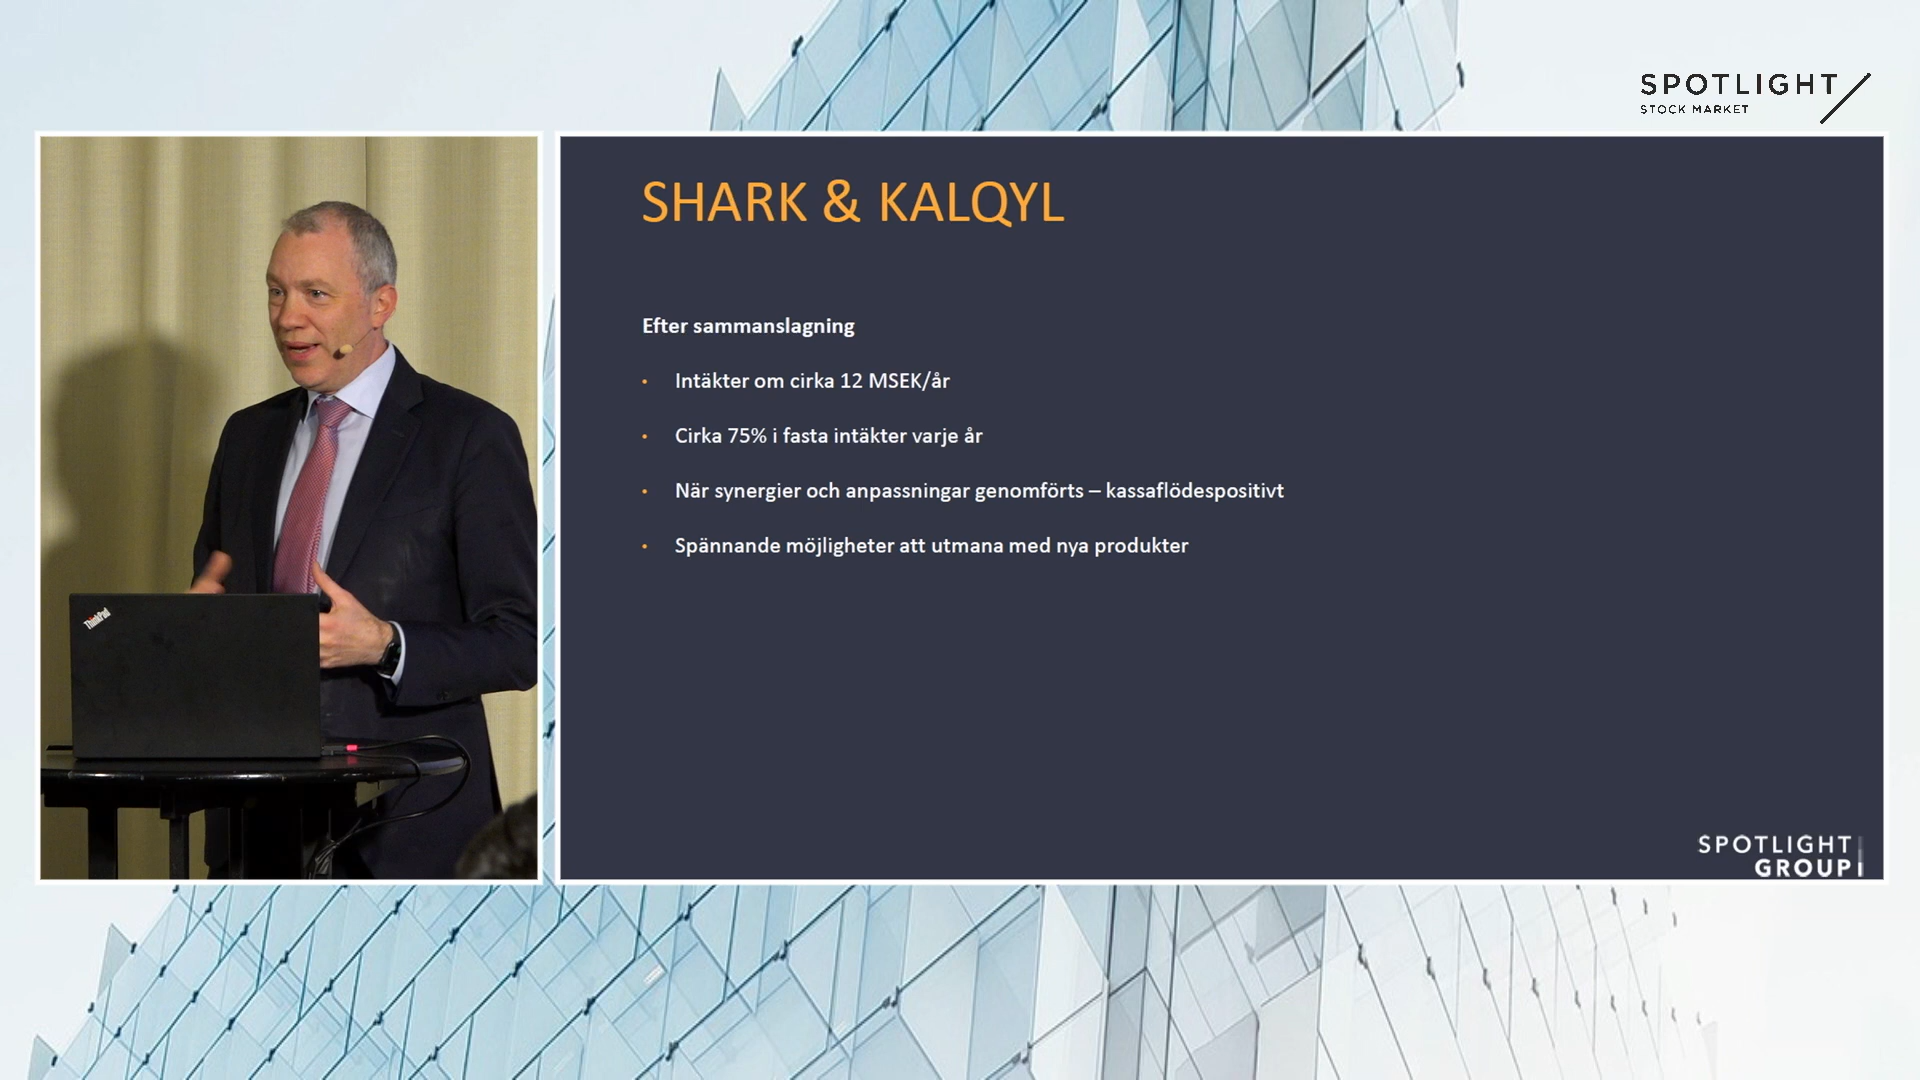 SPOTLIGHT
STOCK MARKET
SHARK & KALQYL
Efter sammanslagning
• Intäkter om cirka 12 MSEK/år
• Cirka 75% i fasta intäkter varje år
• När synergier och anpassningar genomförts – kassaflödespositivt
• Spännande möjligheter att utmana med nya produkter
ThinkPad
SPOTLIGHT
GROUP